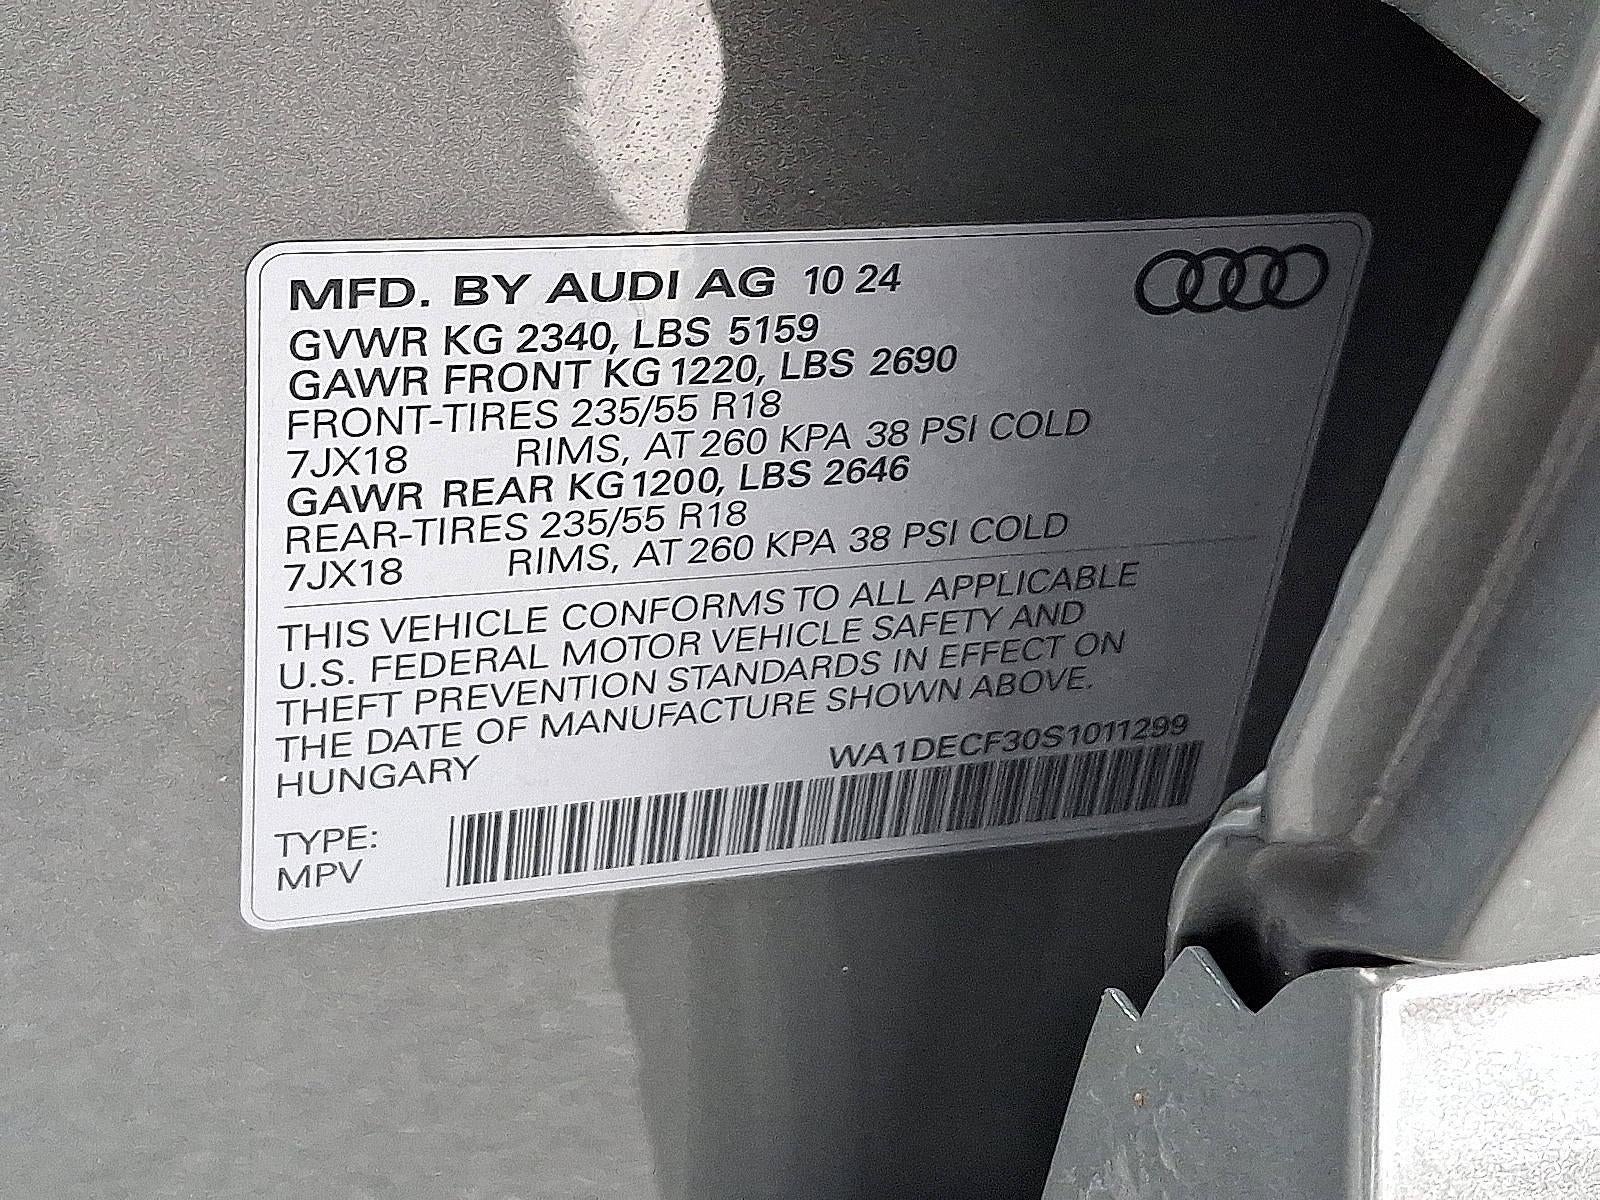 MFD. BY AUDI AG 10 24
GVWR KG 2340, LBS 5159
GAWR FRONT KG 1220, LBS 2690
FRONT-TIRES 235/55 R18
7JX18 RIMS, AT 260 KPA 38 PSI COLD
GAWR REAR KG 1200, LBS 2646
REAR-TIRES 235/55 R18
7JX18 RIMS, AT 260 KPA 38 PSI COLD
THIS VEHICLE CONFORMS TO ALL APPLICABLE
U.S. FEDERAL MOTOR VEHICLE SAFETY AND
THEFT PREVENTION STANDARDS IN EFFECT ON
THE DATE OF MANUFACTURE SHOWN ABOVE.
HUNGARY WA1DECF30S1011299
TYPE:
MPV